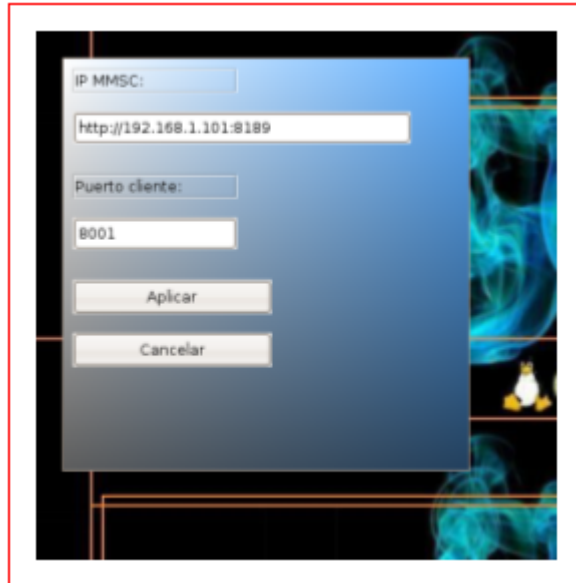 IP MMSC:
http://192.168.1.101:8189
Puerto cliente:
8001
Aplicar
Cancelar